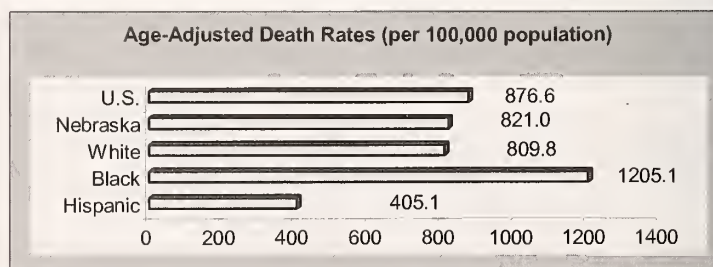 Age-Adjusted Death Rates (per 100,000 population)
U.S. 876.6
Nebraska 821.0
White 809.8
Black 1205.1
Hispanic 405.1
0 200 400 600 800 1000 1200 1400